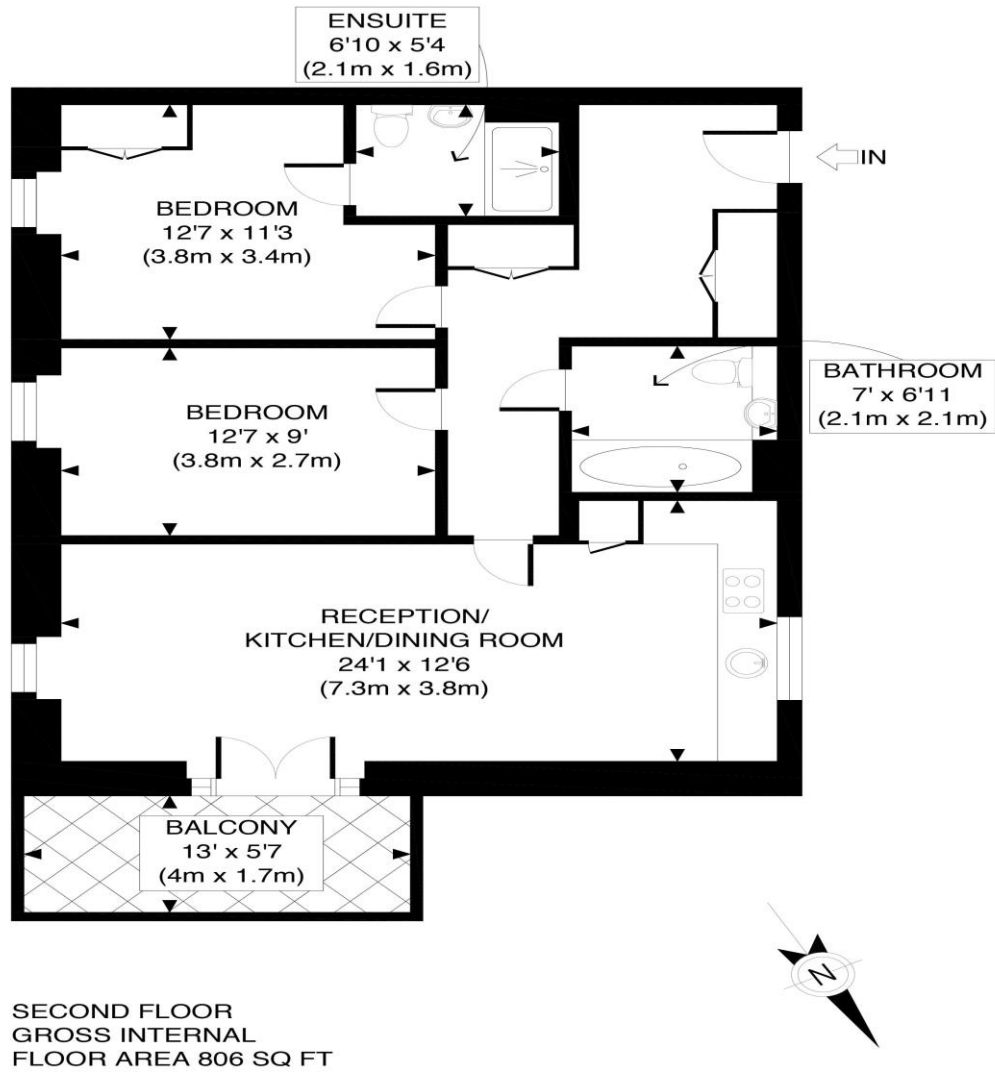 ENSUITE
6'10 x 5'4
(2.1m x 1.6m)
IN
BEDROOM
12'7 x 11'3
(3.8m x 3.4m)
BATHROOM
7' x 6'11
(2.1m x 2.1m)
BEDROOM
12'7 x 9'
(3.8m x 2.7m)
RECEPTION/
KITCHEN/DINING ROOM
24'1 x 12'6
(7.3m x 3.8m)
BALCONY
13' x 5'7
(4m x 1.7m)
N
SECOND FLOOR
GROSS INTERNAL
FLOOR AREA 806 SQ FT